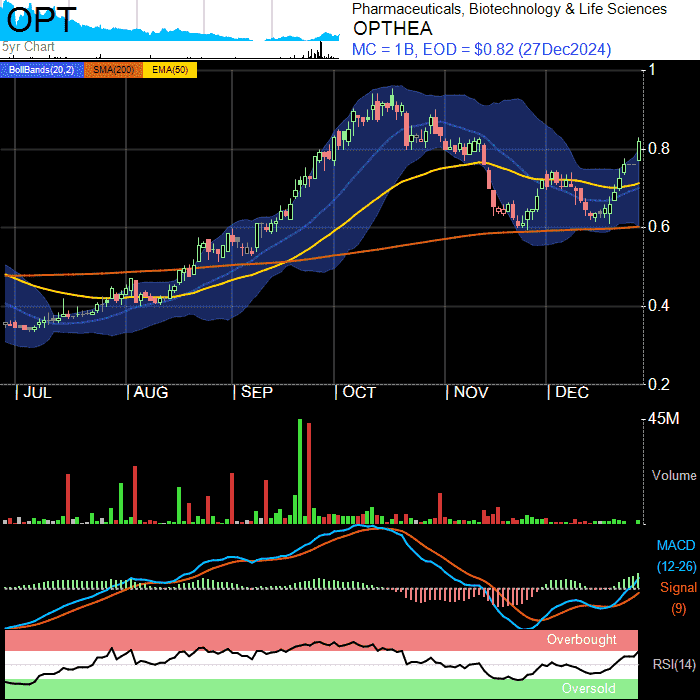 OPT
5yr Chart
Pharmaceuticals, Biotechnology & Life Sciences
OPTHEA
MC = 1B, EOD = $0.82 (27Dec2024)
BollBands(20,2) SMA(200) EMA(50)
1
0.8
0.6
0.4
0.2
JUL AUG SEP OCT NOV DEC
45M
Volume
MACD
(12-26)
Signal
(9)
Overbought
RSI(14)
Oversold